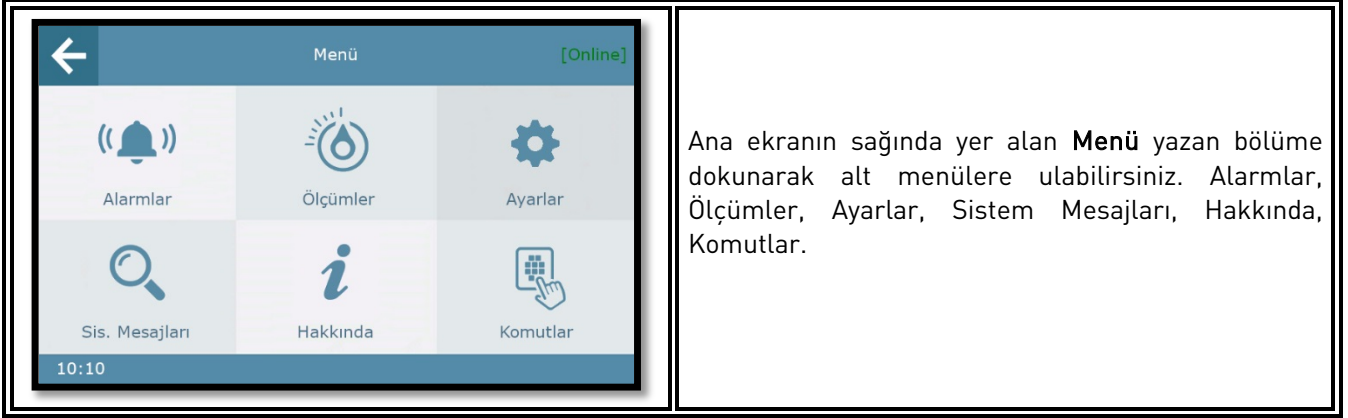 Menü [Online]
Alarmlar Ölçümler Ayarlar
Sis. Mesajları Hakkında Komutlar
10:10
Ana ekranın sağında yer alan Menü yazan bölüme
dokunarak alt menülere ulabilirsiniz. Alarmlar,
Ölçümler, Ayarlar, Sistem Mesajları, Hakkında,
Komutlar.